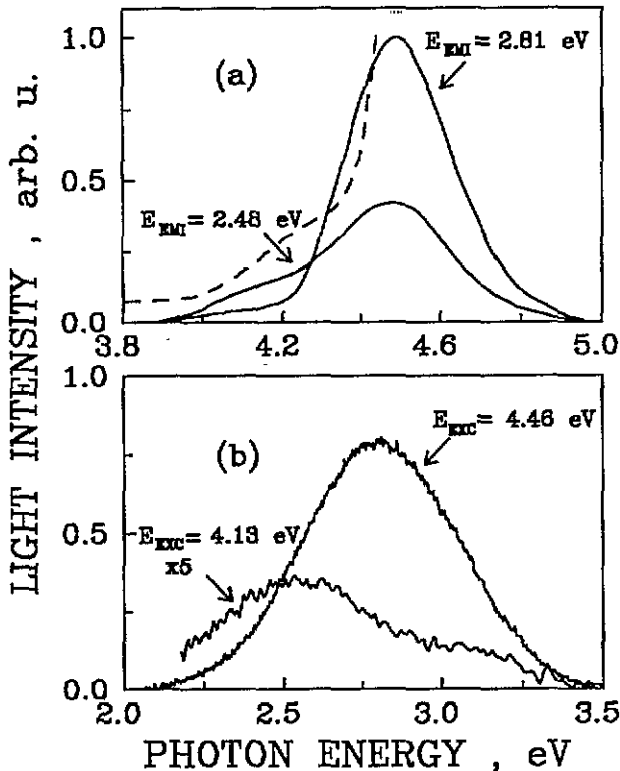 LIGHT INTENSITY , arb. u.
1.0
0.5
0.0
(a)
E_EMI= 2.81 eV
E_EMI= 2.48 eV
3.8 4.2 4.6 5.0
1.0
0.5
0.0
(b)
E_EXC= 4.46 eV
E_EXC= 4.13 eV
x5
2.0 2.5 3.0 3.5
PHOTON ENERGY , eV